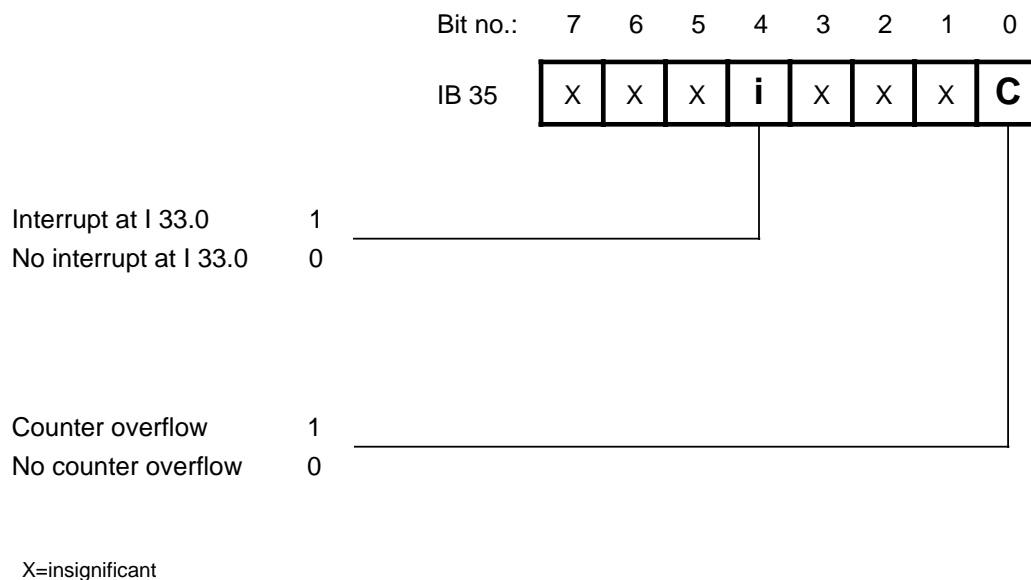 Bit no.: 7 6 5 4 3 2 1 0
IB 35 X X X i X X X C
Interrupt at I 33.0 1
No interrupt at I 33.0 0
Counter overflow 1
No counter overflow 0
X=insignificant